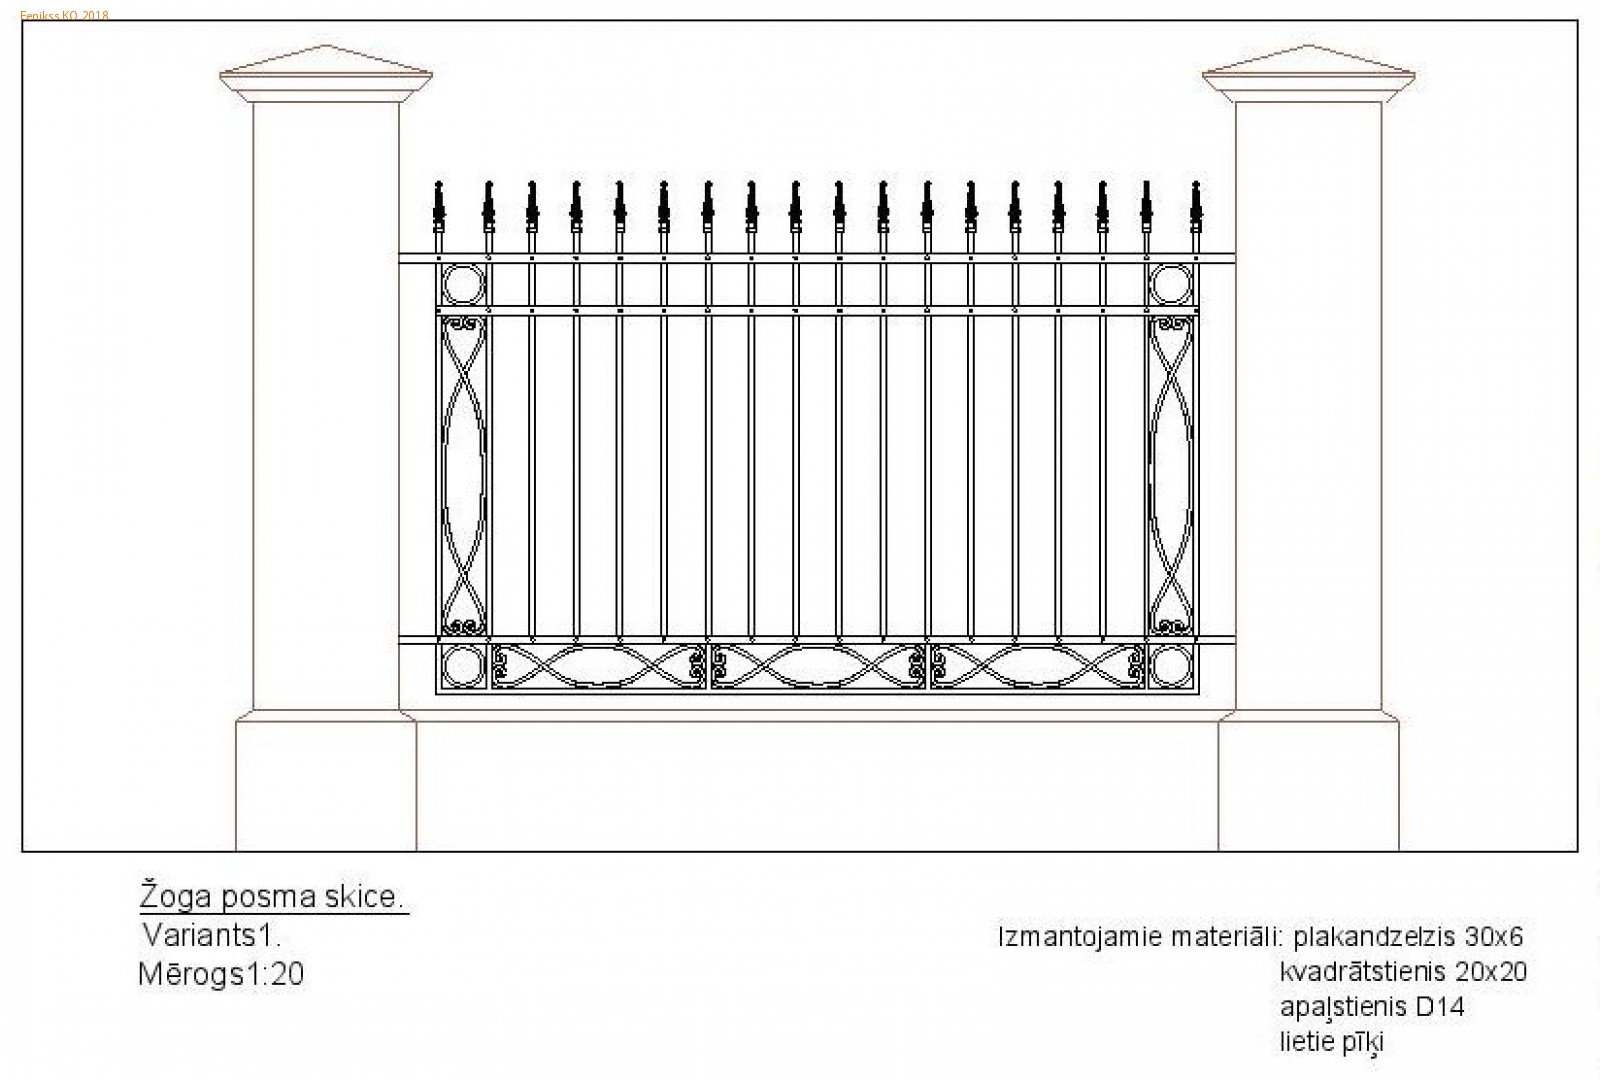 Fenikss KO 2018
Žoga posma skice.
Variants1.
Mērogs1:20
Izmantojamie materiāli: plakandzelzis 30x6
kvadrātstienis 20x20
apaļstienis D14
lietie pīķi